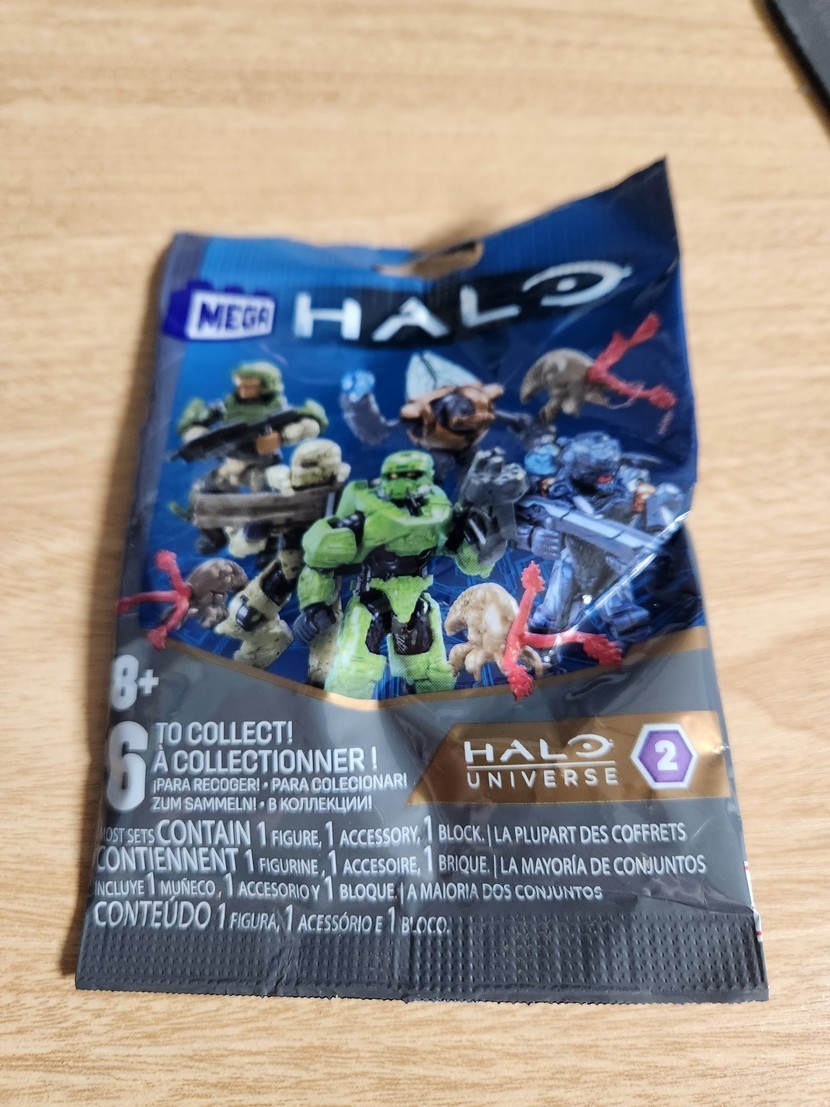 MEGA HALO
8+
6 TO COLLECT!
À COLLECTIONNER !
¡PARA RECOGER! • PARA COLECIONAR!
ZUM SAMMELN! • В КОЛЛЕКЦИИ!
HALO
UNIVERSE
2
MOST SETS CONTAIN 1 FIGURE, 1 ACCESSORY, 1 BLOCK. | LA PLUPART DES COFFRETS
CONTIENNENT 1 FIGURINE, 1 ACCESOIRE, 1 BRIQUE. | LA MAYORÍA DE CONJUNTOS
INCLUYE 1 MUÑECO, 1 ACCESORIO Y 1 BLOQUE. | A MAIORIA DOS CONJUNTOS
CONTEÚDO 1 FIGURA, 1 ACESSÓRIO E 1 BLOCO.